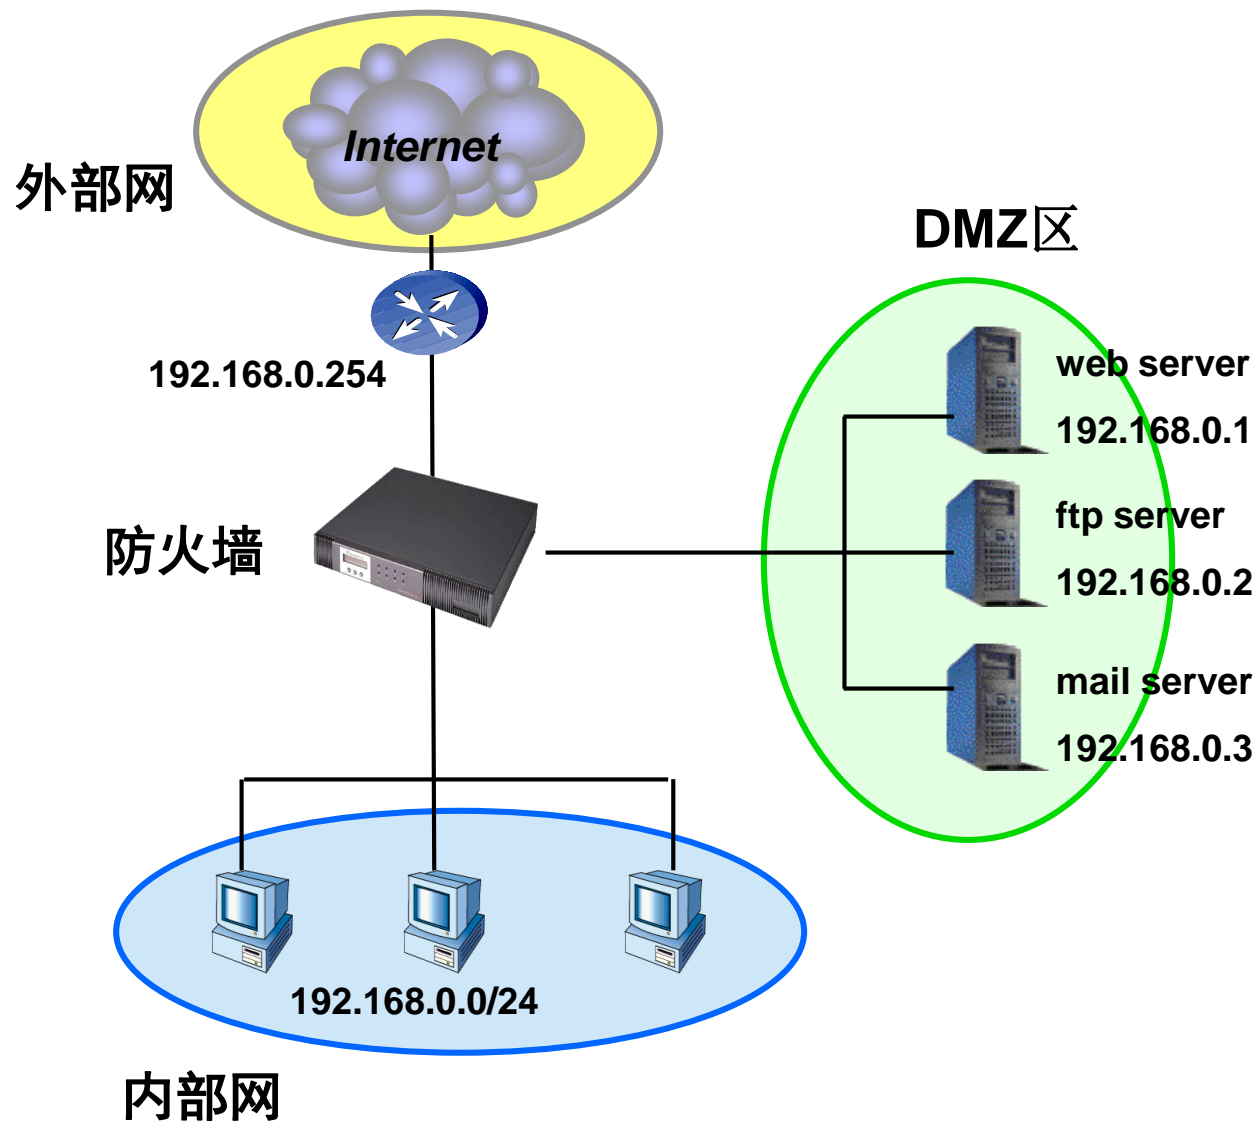 Internet
外部网
DMZ区
192.168.0.254
web server
192.168.0.1
防火墙
ftp server
192.168.0.2
mail server
192.168.0.3
192.168.0.0/24
内部网